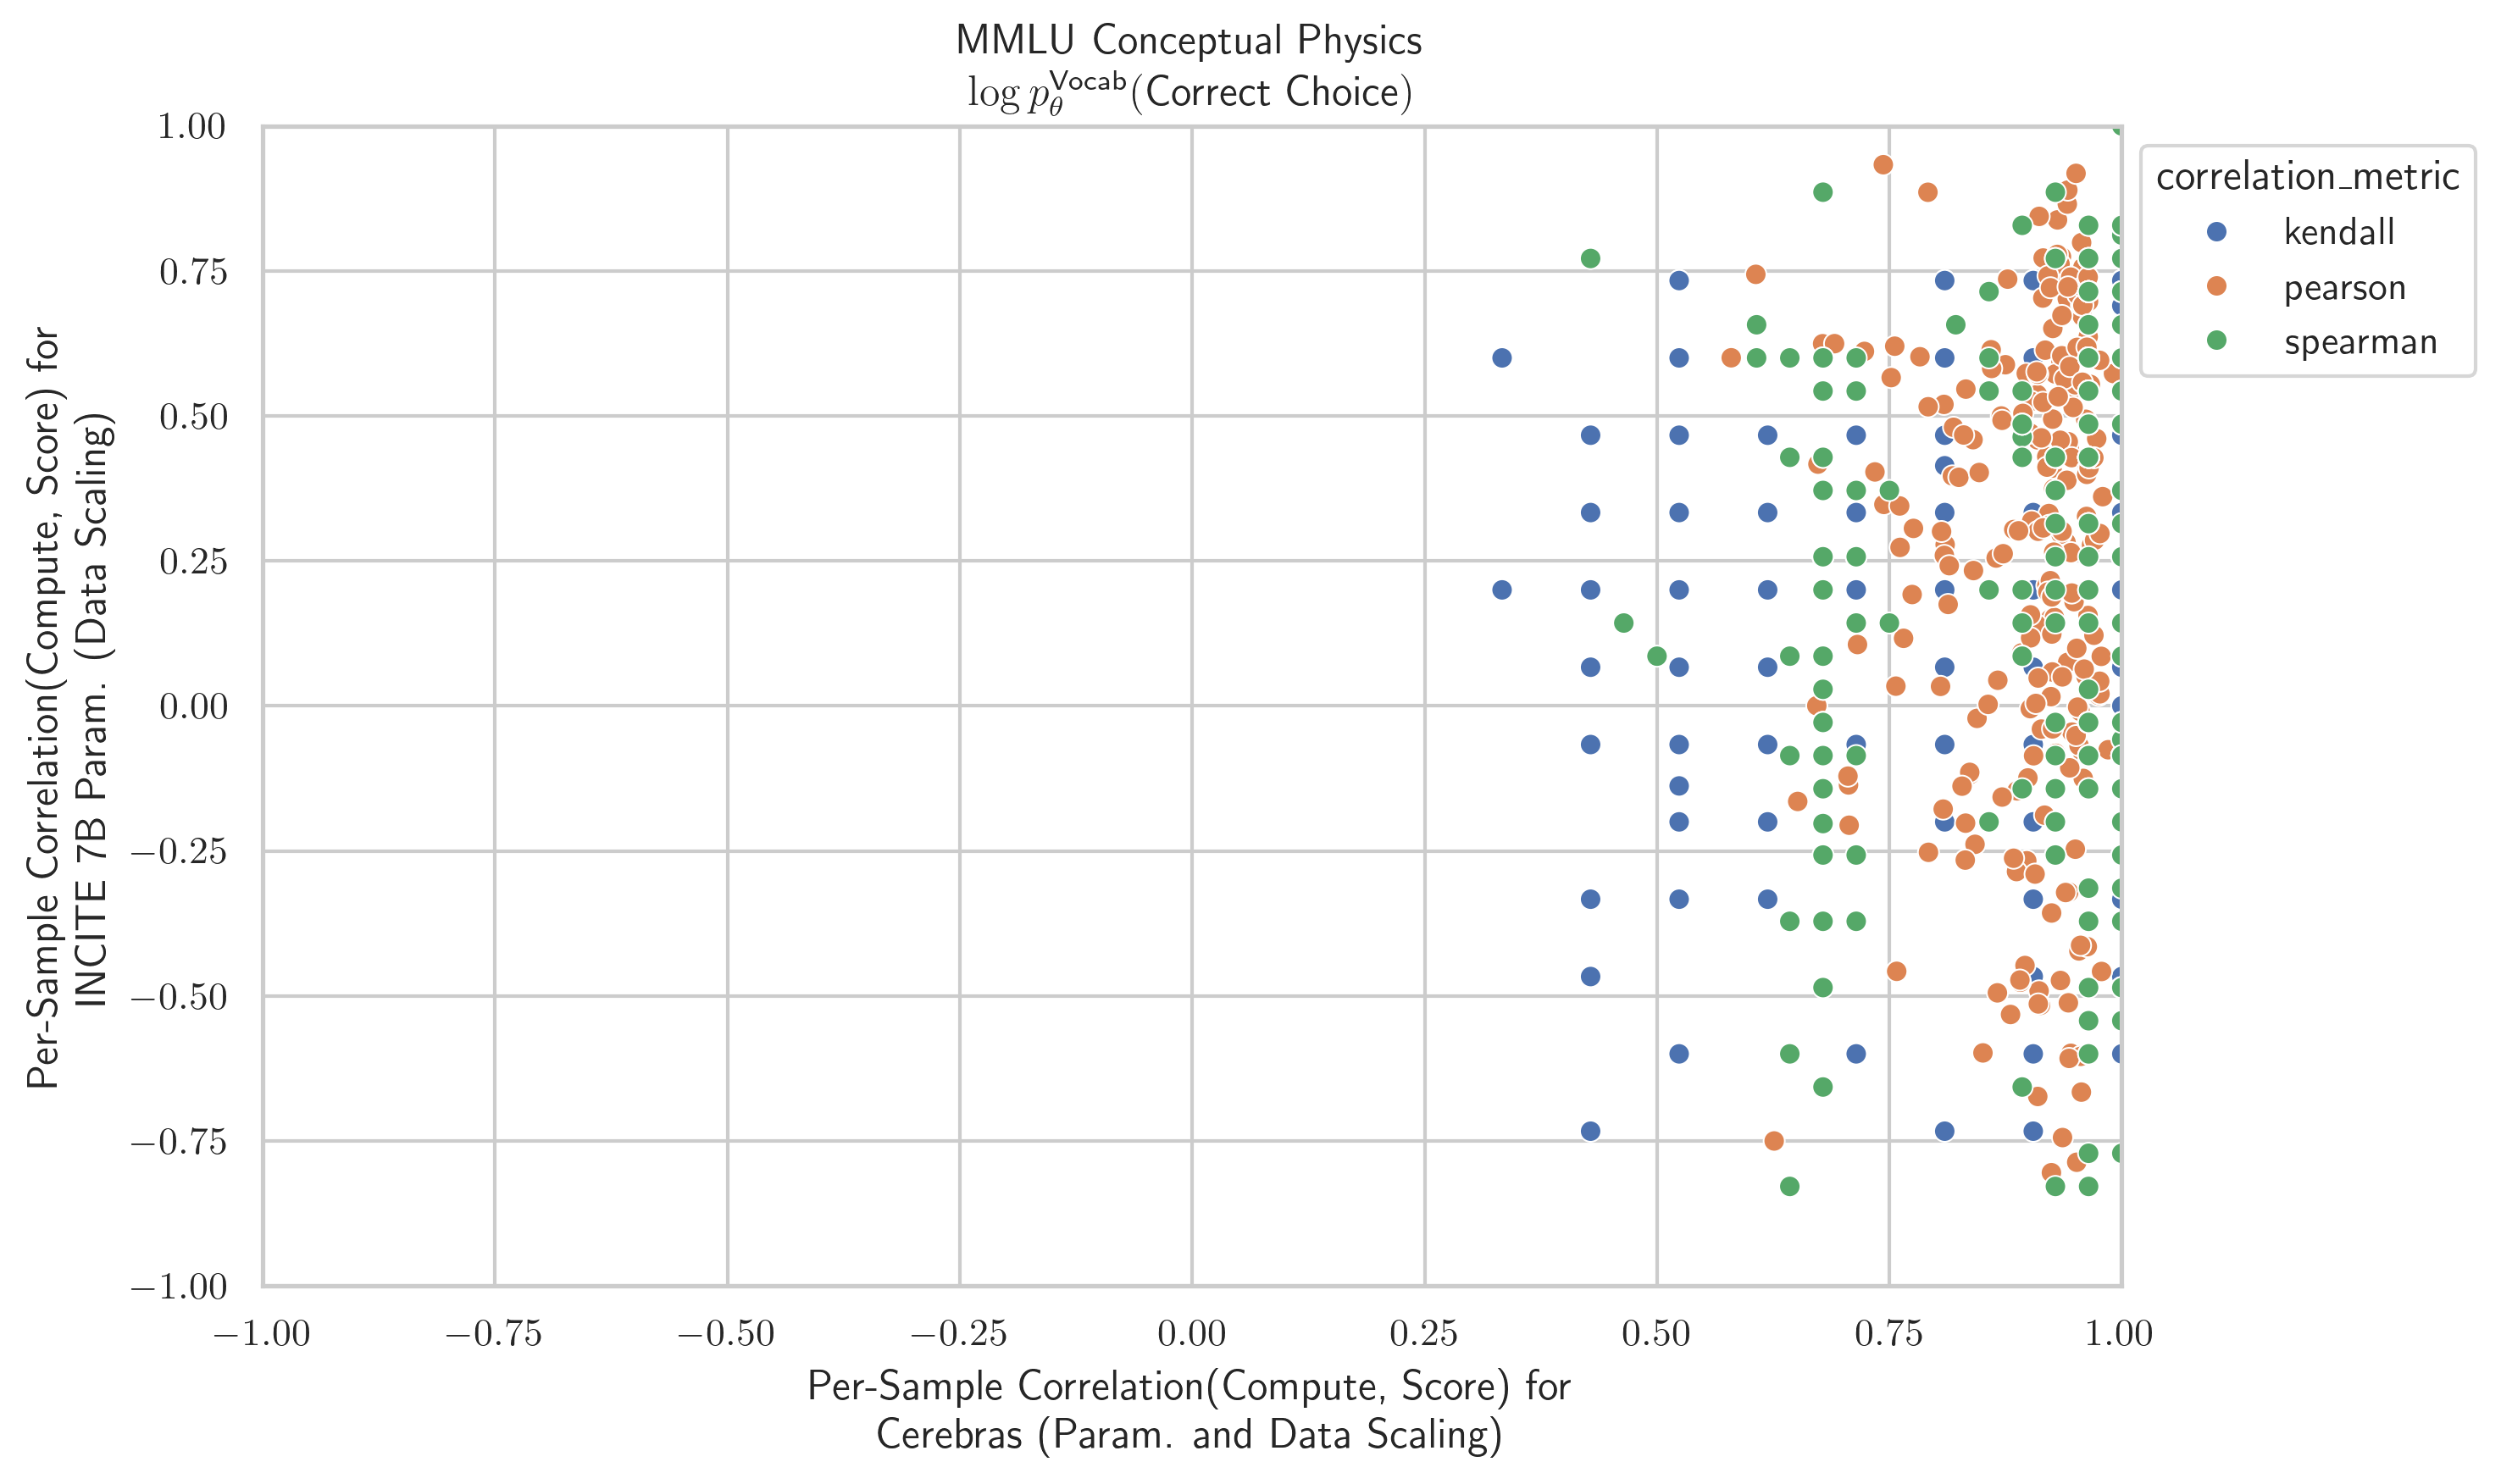 MMLU Conceptual Physics
log p_θ^Vocab(Correct Choice)
1.00
0.75
0.50
0.25
0.00
−0.25
−0.50
−0.75
−1.00
Per-Sample Correlation(Compute, Score) for
INCITE 7B Param. (Data Scaling)
correlation_metric
kendall
pearson
spearman
−1.00 −0.75 −0.50 −0.25 0.00 0.25 0.50 0.75 1.00
Per-Sample Correlation(Compute, Score) for
Cerebras (Param. and Data Scaling)